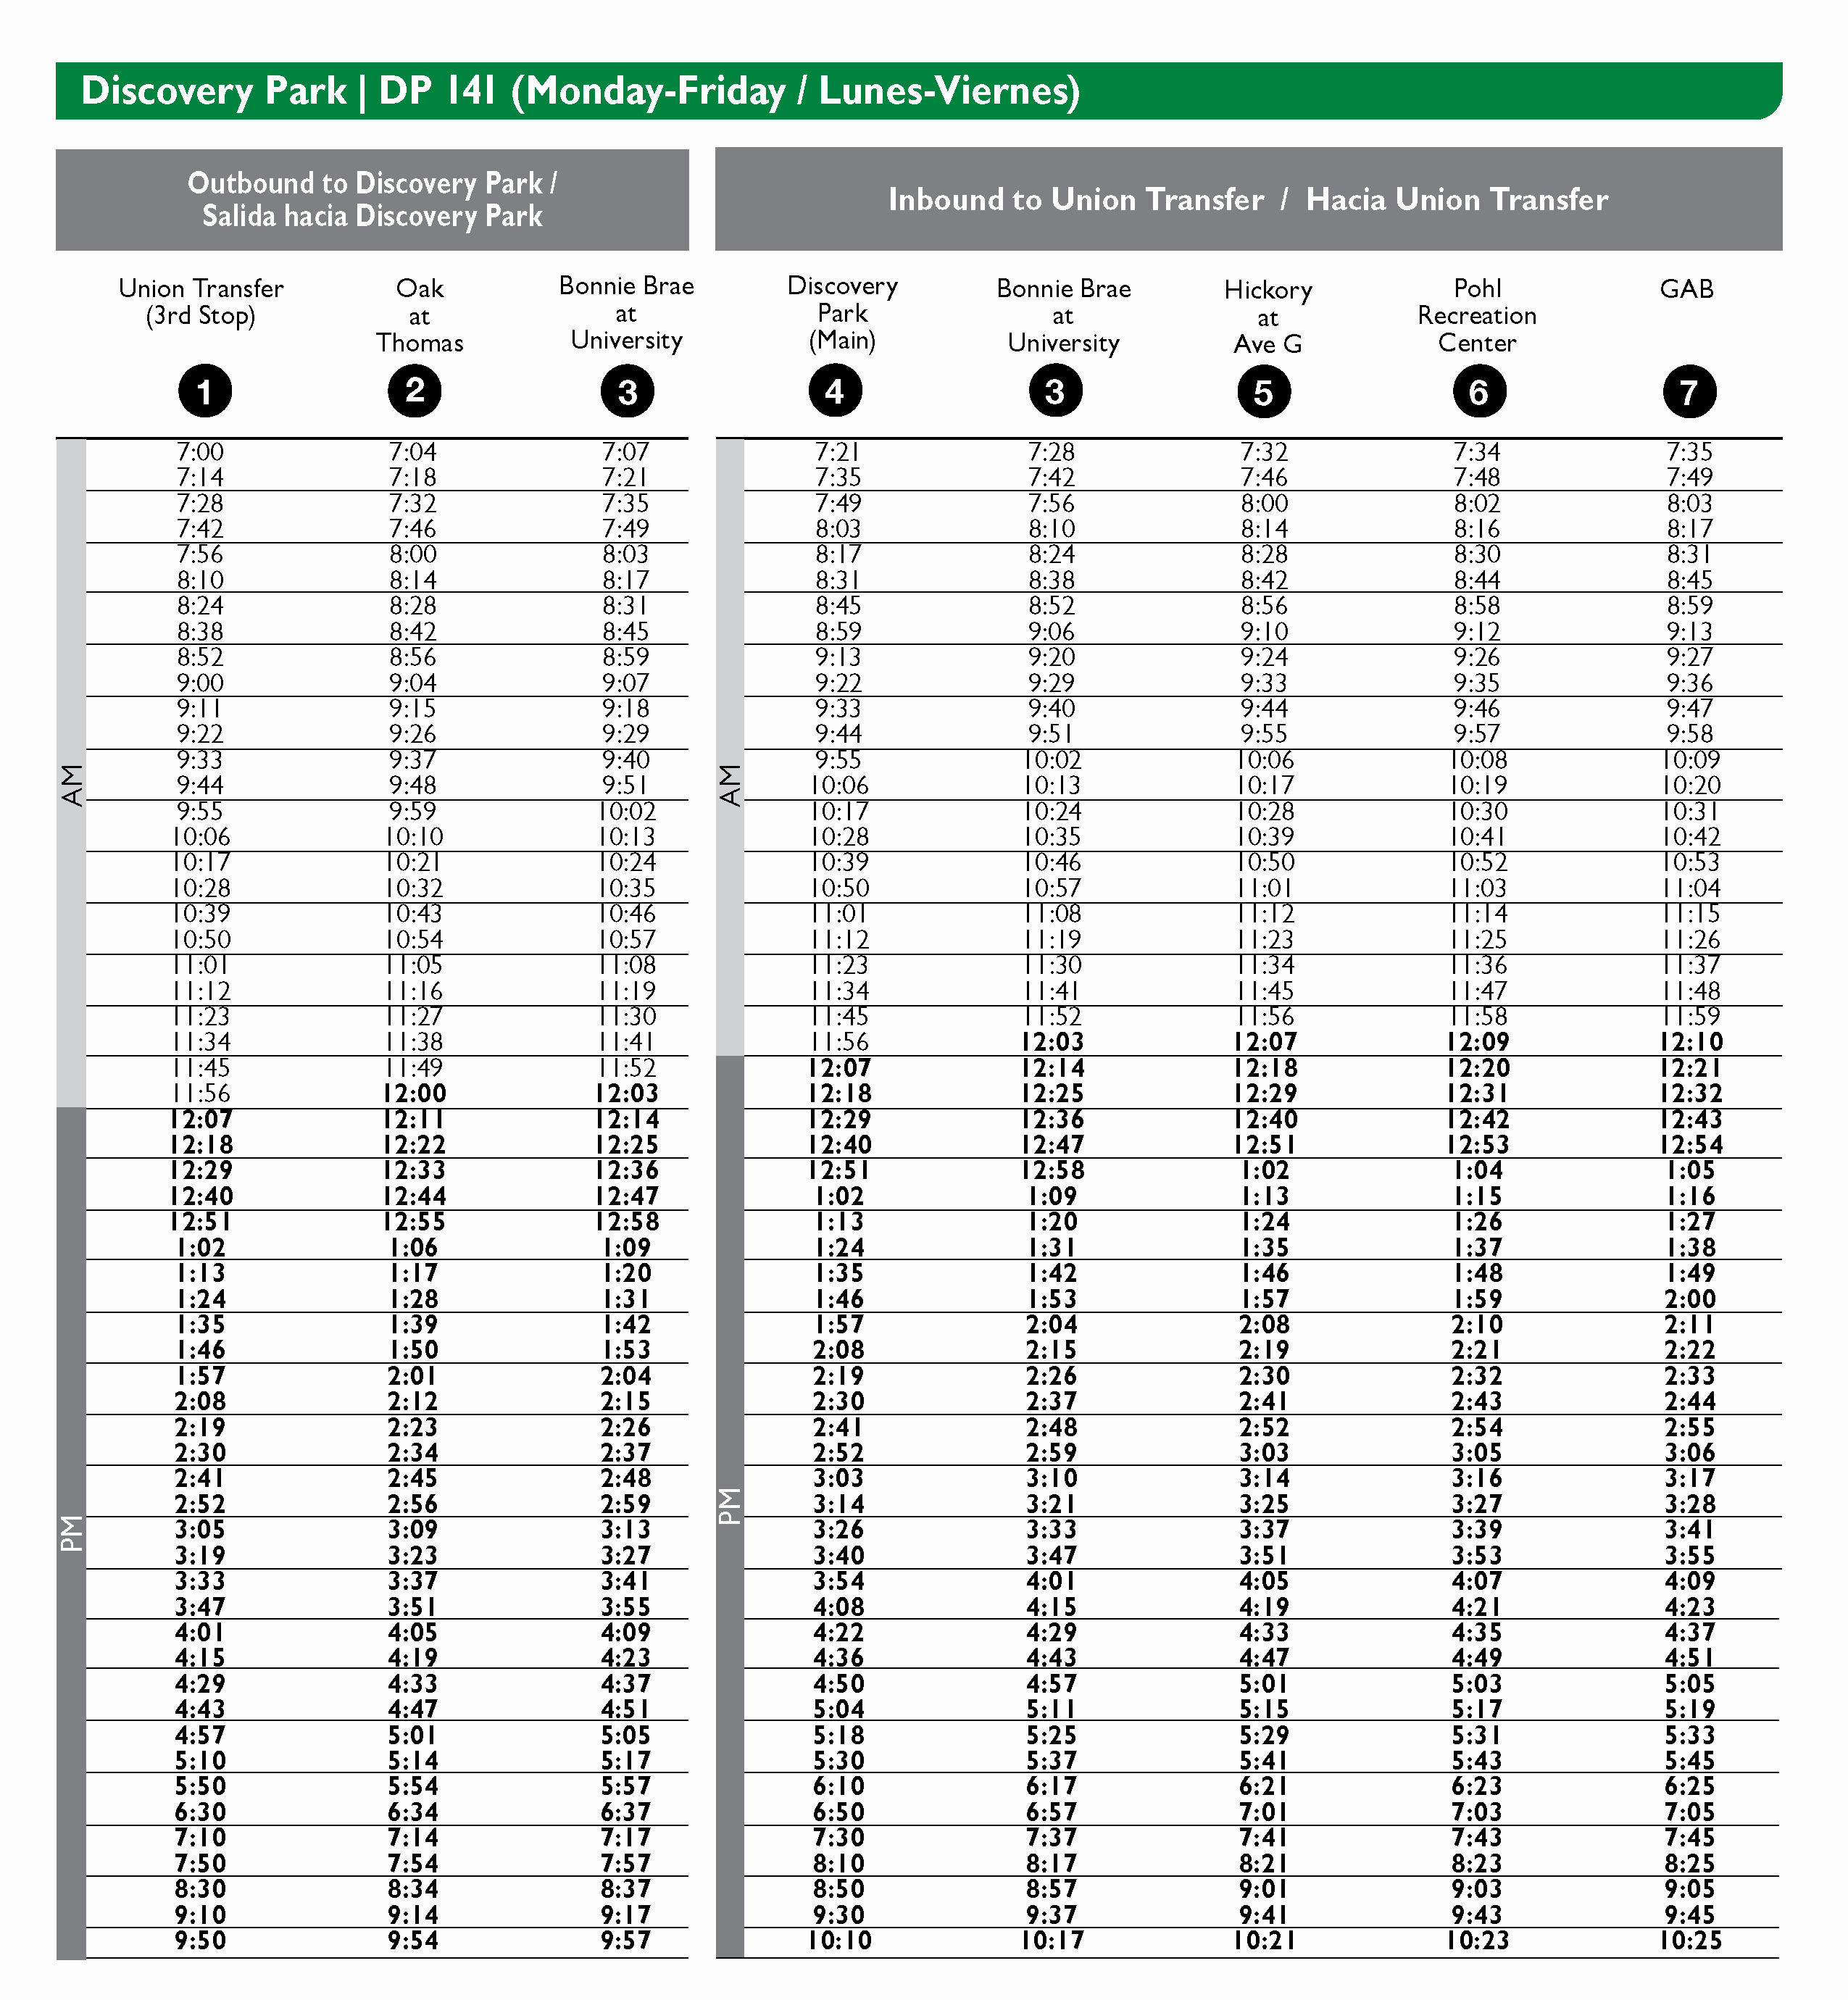 Discovery Park | DP 141 (Monday-Friday / Lunes-Viernes)
Outbound to Discovery Park /
Salida hacia Discovery Park
Inbound to Union Transfer / Hacia Union Transfer
Union Transfer
(3rd Stop)
Oak
at
Thomas
Bonnie Brae
at
University
Discovery
Park
(Main)
Bonnie Brae
at
University
Hickory
at
Ave G
Pohl
Recreation
Center
GAB
1 2 3 4 3 5 6 7
AM
PM
AM
PM
7:00 7:04 7:07 7:21 7:28 7:32 7:34 7:35
7:14 7:18 7:21 7:35 7:42 7:46 7:48 7:49
7:28 7:32 7:35 7:49 7:56 8:00 8:02 8:03
7:42 7:46 7:49 8:03 8:10 8:14 8:16 8:17
7:56 8:00 8:03 8:17 8:24 8:28 8:30 8:31
8:10 8:14 8:17 8:31 8:38 8:42 8:44 8:45
8:24 8:28 8:31 8:45 8:52 8:56 8:58 8:59
8:38 8:42 8:45 8:59 9:06 9:10 9:12 9:13
8:52 8:56 8:59 9:13 9:20 9:24 9:26 9:27
9:00 9:04 9:07 9:22 9:29 9:33 9:35 9:36
9:11 9:15 9:18 9:33 9:40 9:44 9:46 9:47
9:22 9:26 9:29 9:44 9:51 9:55 9:57 9:58
9:33 9:37 9:40 9:55 10:02 10:06 10:08 10:09
9:44 9:48 9:51 10:06 10:13 10:17 10:19 10:20
9:55 9:59 10:02 10:17 10:24 10:28 10:30 10:31
10:06 10:10 10:13 10:28 10:35 10:39 10:41 10:42
10:17 10:21 10:24 10:39 10:46 10:50 10:52 10:53
10:28 10:32 10:35 10:50 10:57 11:01 11:03 11:04
10:39 10:43 10:46 11:01 11:08 11:12 11:14 11:15
10:50 10:54 10:57 11:12 11:19 11:23 11:25 11:26
11:01 11:05 11:08 11:23 11:30 11:34 11:36 11:37
11:12 11:16 11:19 11:34 11:41 11:45 11:47 11:48
11:23 11:27 11:30 11:45 11:52 11:56 11:58 11:59
11:34 11:38 11:41 11:56 12:03 12:07 12:09 12:10
11:45 11:49 11:52 12:07 12:14 12:18 12:20 12:21
11:56 12:00 12:03 12:18 12:25 12:29 12:31 12:32
12:07 12:11 12:14 12:29 12:36 12:40 12:42 12:43
12:18 12:22 12:25 12:40 12:47 12:51 12:53 12:54
12:29 12:33 12:36 12:51 12:58 1:02 1:04 1:05
12:40 12:44 12:47 1:02 1:09 1:13 1:15 1:16
12:51 12:55 12:58 1:13 1:20 1:24 1:26 1:27
1:02 1:06 1:09 1:24 1:31 1:35 1:37 1:38
1:13 1:17 1:20 1:35 1:42 1:46 1:48 1:49
1:24 1:28 1:31 1:46 1:53 1:57 1:59 2:00
1:35 1:39 1:42 1:57 2:04 2:08 2:10 2:11
1:46 1:50 1:53 2:08 2:15 2:19 2:21 2:22
1:57 2:01 2:04 2:19 2:26 2:30 2:32 2:33
2:08 2:12 2:15 2:30 2:37 2:41 2:43 2:44
2:19 2:23 2:26 2:41 2:48 2:52 2:54 2:55
2:30 2:34 2:37 2:52 2:59 3:03 3:05 3:06
2:41 2:45 2:48 3:03 3:10 3:14 3:16 3:17
2:52 2:56 2:59 3:14 3:21 3:25 3:27 3:28
3:05 3:09 3:13 3:26 3:33 3:37 3:39 3:41
3:19 3:23 3:27 3:40 3:47 3:51 3:53 3:55
3:33 3:37 3:41 3:54 4:01 4:05 4:07 4:09
3:47 3:51 3:55 4:08 4:15 4:19 4:21 4:23
4:01 4:05 4:09 4:22 4:29 4:33 4:35 4:37
4:15 4:19 4:23 4:36 4:43 4:47 4:49 4:51
4:29 4:33 4:37 4:50 4:57 5:01 5:03 5:05
4:43 4:47 4:51 5:04 5:11 5:15 5:17 5:19
4:57 5:01 5:05 5:18 5:25 5:29 5:31 5:33
5:10 5:14 5:17 5:30 5:37 5:41 5:43 5:45
5:50 5:54 5:57 6:10 6:17 6:21 6:23 6:25
6:30 6:34 6:37 6:50 6:57 7:01 7:03 7:05
7:10 7:14 7:17 7:30 7:37 7:41 7:43 7:45
7:50 7:54 7:57 8:10 8:17 8:21 8:23 8:25
8:30 8:34 8:37 8:50 8:57 9:01 9:03 9:05
9:10 9:14 9:17 9:30 9:37 9:41 9:43 9:45
9:50 9:54 9:57 10:10 10:17 10:21 10:23 10:25